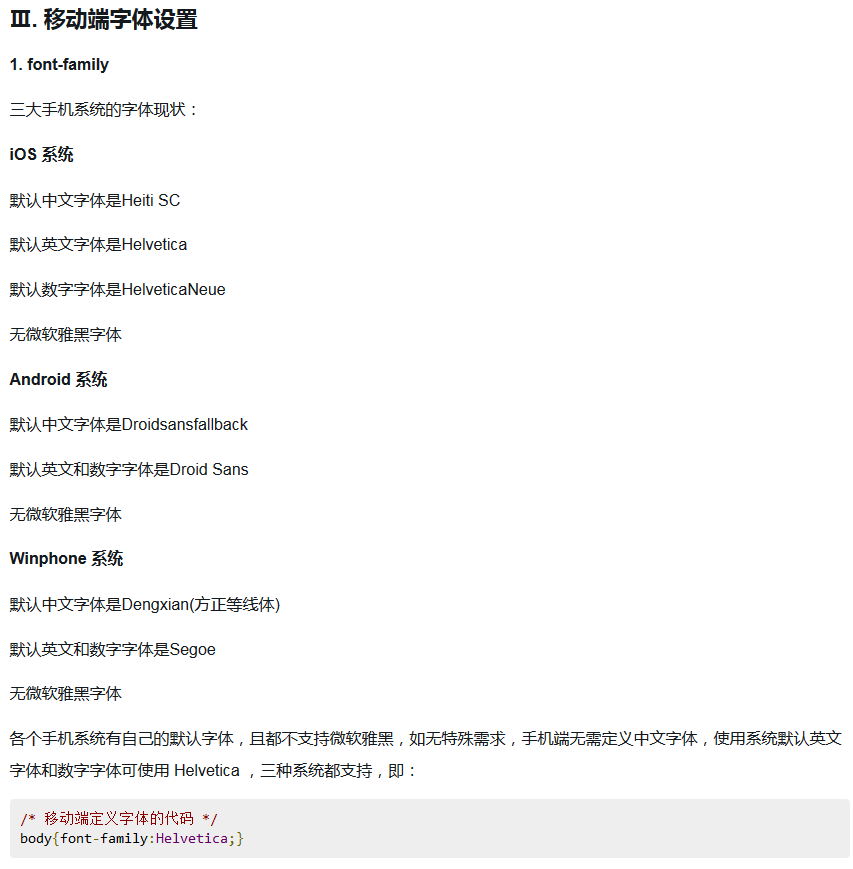 Ⅲ. 移动端字体设置
1. font-family
三大手机系统的字体现状：
iOS 系统
默认中文字体是Heiti SC
默认英文字体是Helvetica
默认数字字体是HelveticaNeue
无微软雅黑字体
Android 系统
默认中文字体是Droidsansfallback
默认英文和数字字体是Droid Sans
无微软雅黑字体
Winphone 系统
默认中文字体是Dengxian(方正等线体)
默认英文和数字字体是Segoe
无微软雅黑字体
各个手机系统有自己的默认字体，且都不支持微软雅黑，如无特殊需求，手机端无需定义中文字体，使用系统默认英文
字体和数字字体可使用 Helvetica ，三种系统都支持，即：
/* 移动端定义字体的代码 */
body{font-family:Helvetica;}